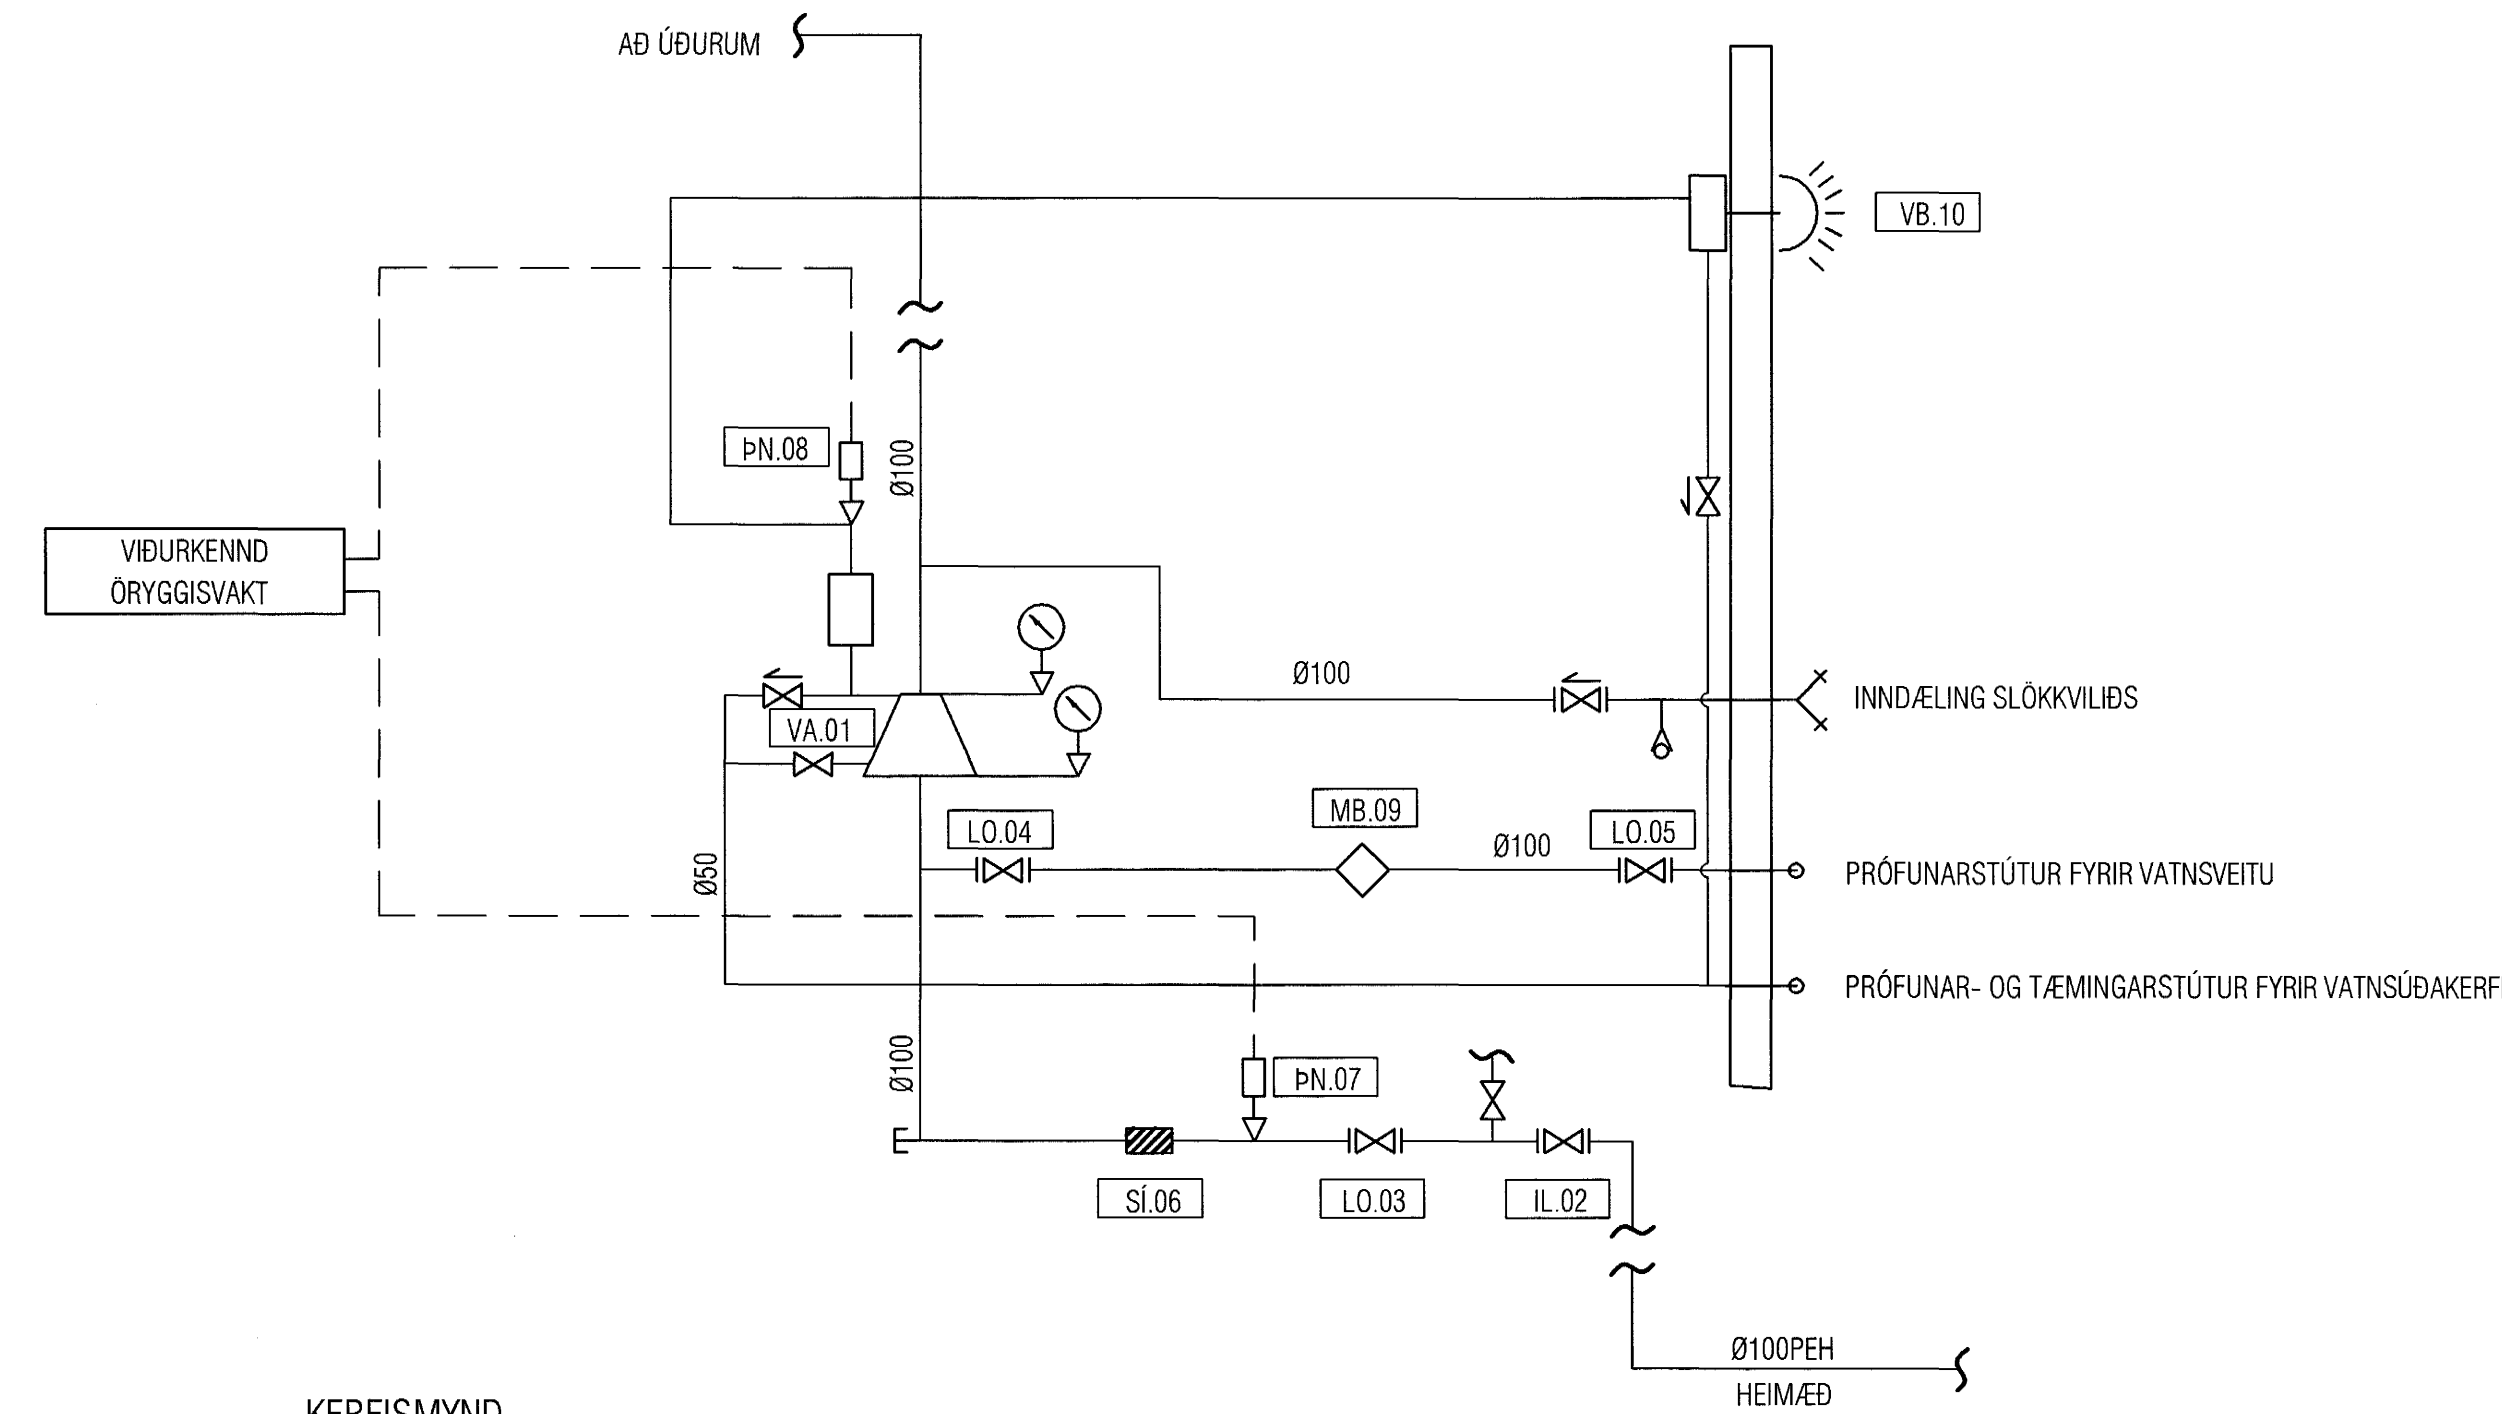 AÐ ÚÐURUM
VB.10
ÞN.08
Ø100
VIÐURKENND
ÖRYGGISVAKT
Ø100
INNDÆLING SLÖKKVILIÐS
VA.01
MB.09
LO.04
LO.05
Ø100
Ø50
PRÓFUNARSTÚTUR FYRIR VATNSVEITU
PRÓFUNAR- OG TÆMINGARSTÚTUR FYRIR VATNSÚÐAKERFI
Ø100
ÞN.07
SÍ.06
LO.03
IL.02
Ø100PEH
HEIMÆÐ
KERFISMYND